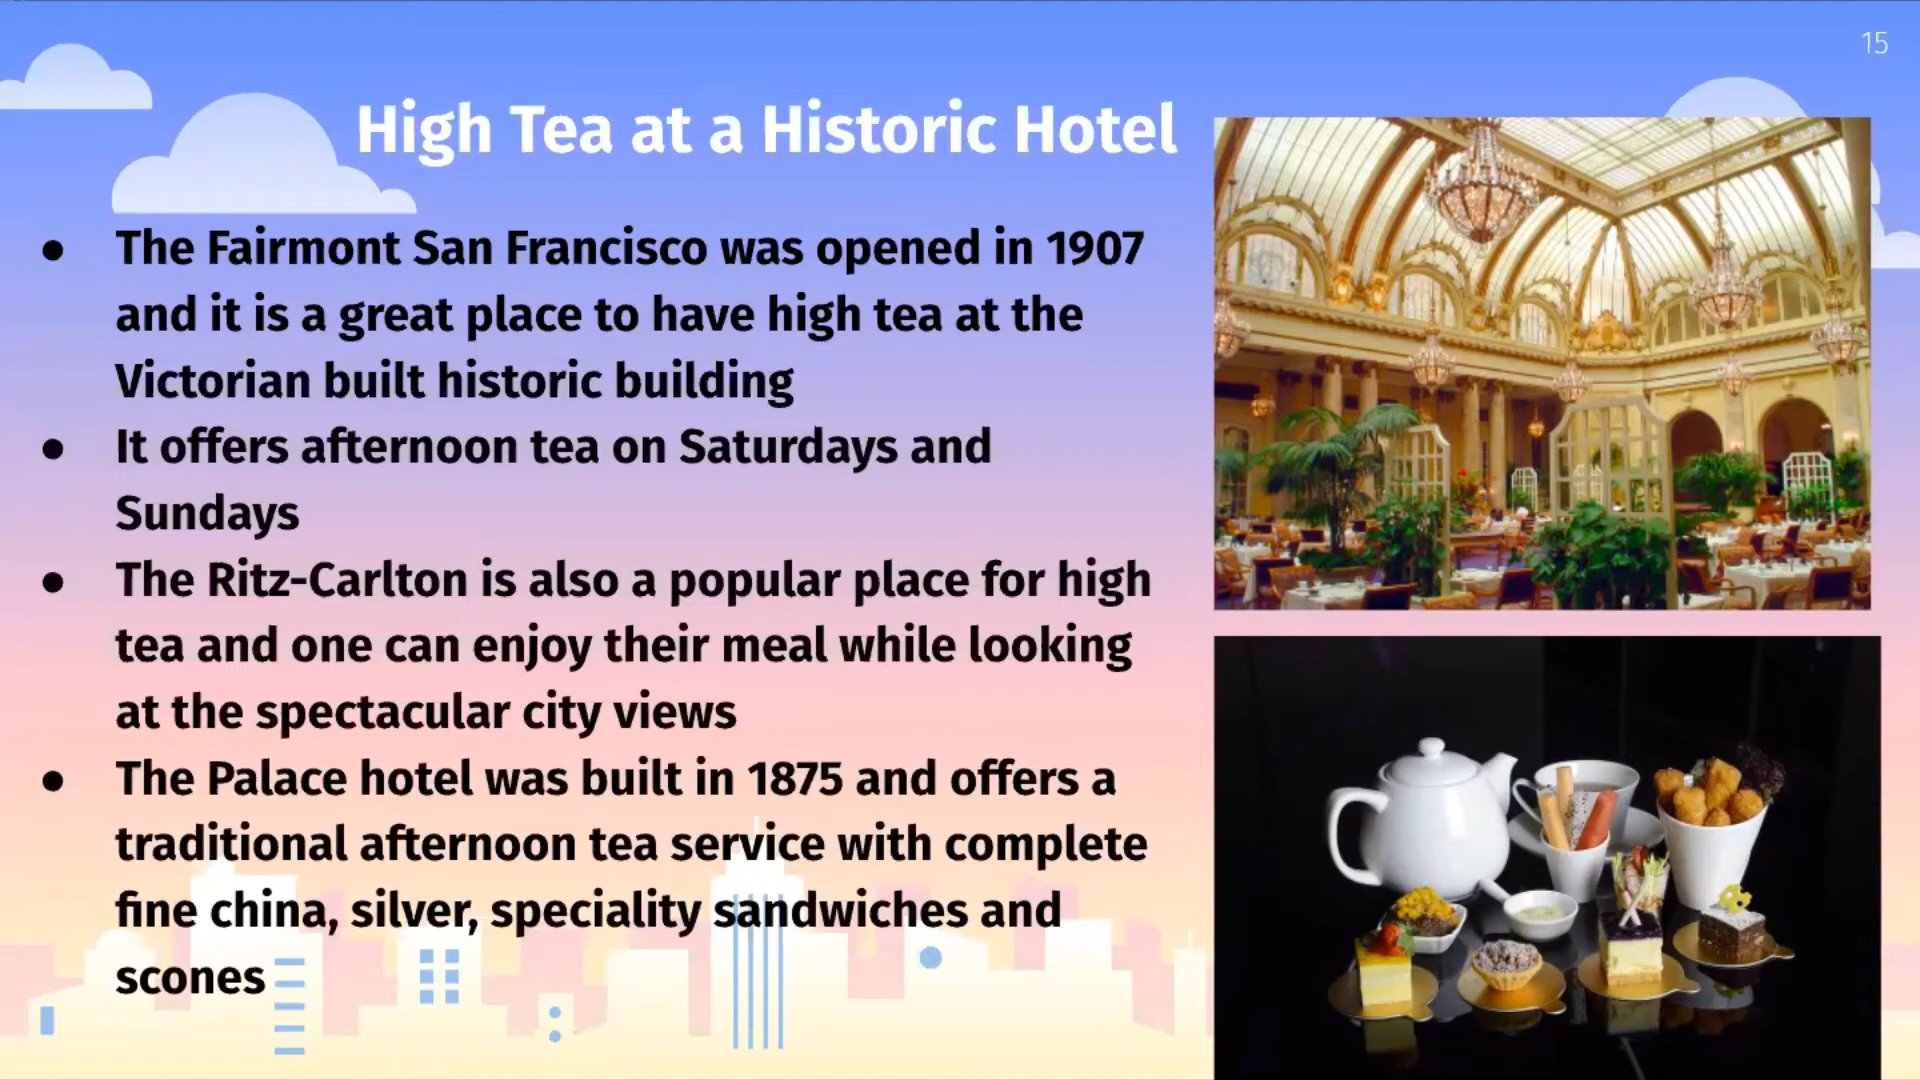 15
High Tea at a Historic Hotel
● The Fairmont San Francisco was opened in 1907
and it is a great place to have high tea at the
Victorian built historic building
● It offers afternoon tea on Saturdays and
Sundays
● The Ritz-Carlton is also a popular place for high
tea and one can enjoy their meal while looking
at the spectacular city views
● The Palace hotel was built in 1875 and offers a
traditional afternoon tea service with complete
fine china, silver, speciality sandwiches and
scones